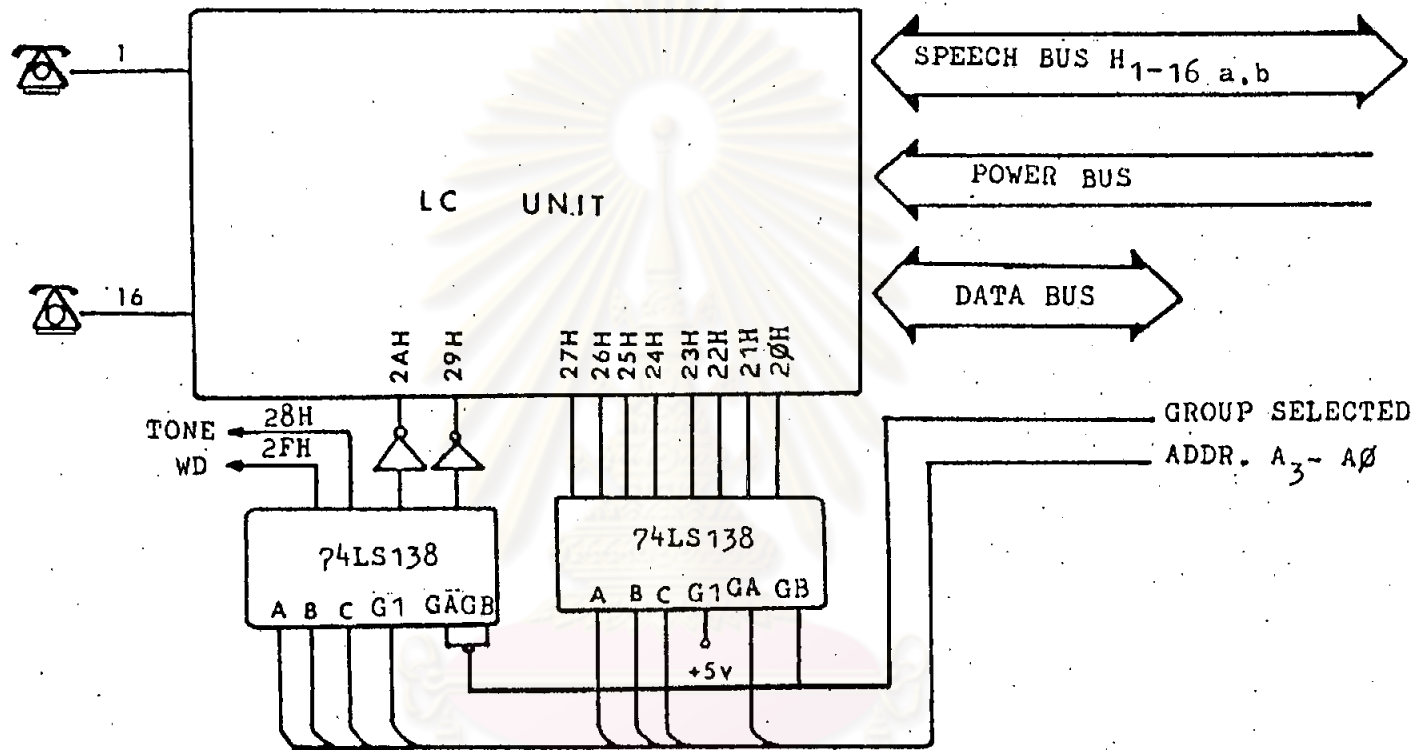 1
SPEECH BUS H1-16 a,b
POWER BUS
LC UNIT
16
DATA BUS
2AH 29H 27H 26H 25H 24H 23H 22H 21H 2ØH
TONE 28H
WD 2FH
GROUP SELECTED
ADDR. A3- AØ
74LS138
A B C G1 GA GB
74LS138
A B C G1 GA GB
+5v